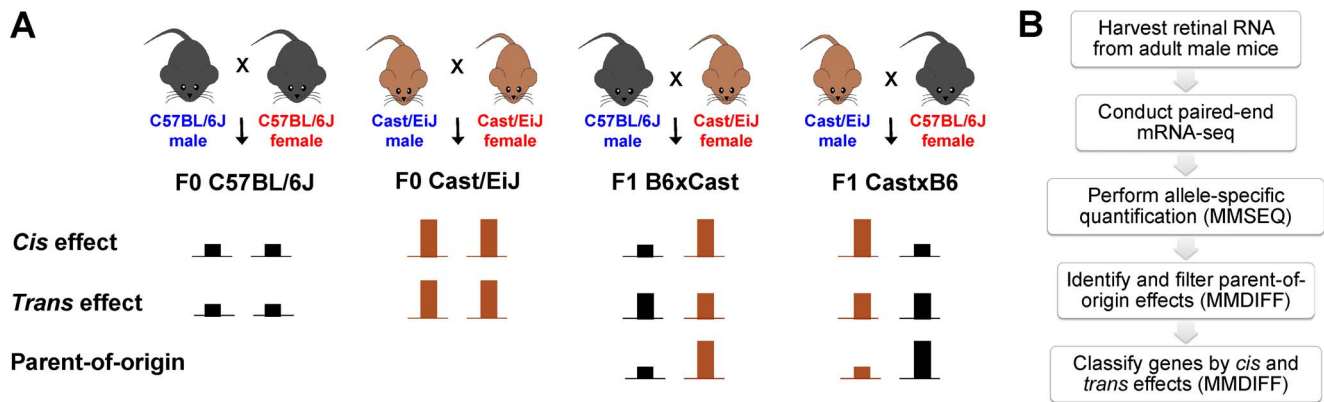 A
X
X
X
X
C57BL/6J C57BL/6J
male female
Cast/EiJ Cast/EiJ
male female
C57BL/6J Cast/EiJ
male female
Cast/EiJ C57BL/6J
male female
F0 C57BL/6J
F0 Cast/EiJ
F1 B6xCast
F1 CastxB6
Cis effect
Trans effect
Parent-of-origin
B
Harvest retinal RNA
from adult male mice
Conduct paired-end
mRNA-seq
Perform allele-specific
quantification (MMSEQ)
Identify and filter parent-of-
origin effects (MMDIFF)
Classify genes by cis and
trans effects (MMDIFF)